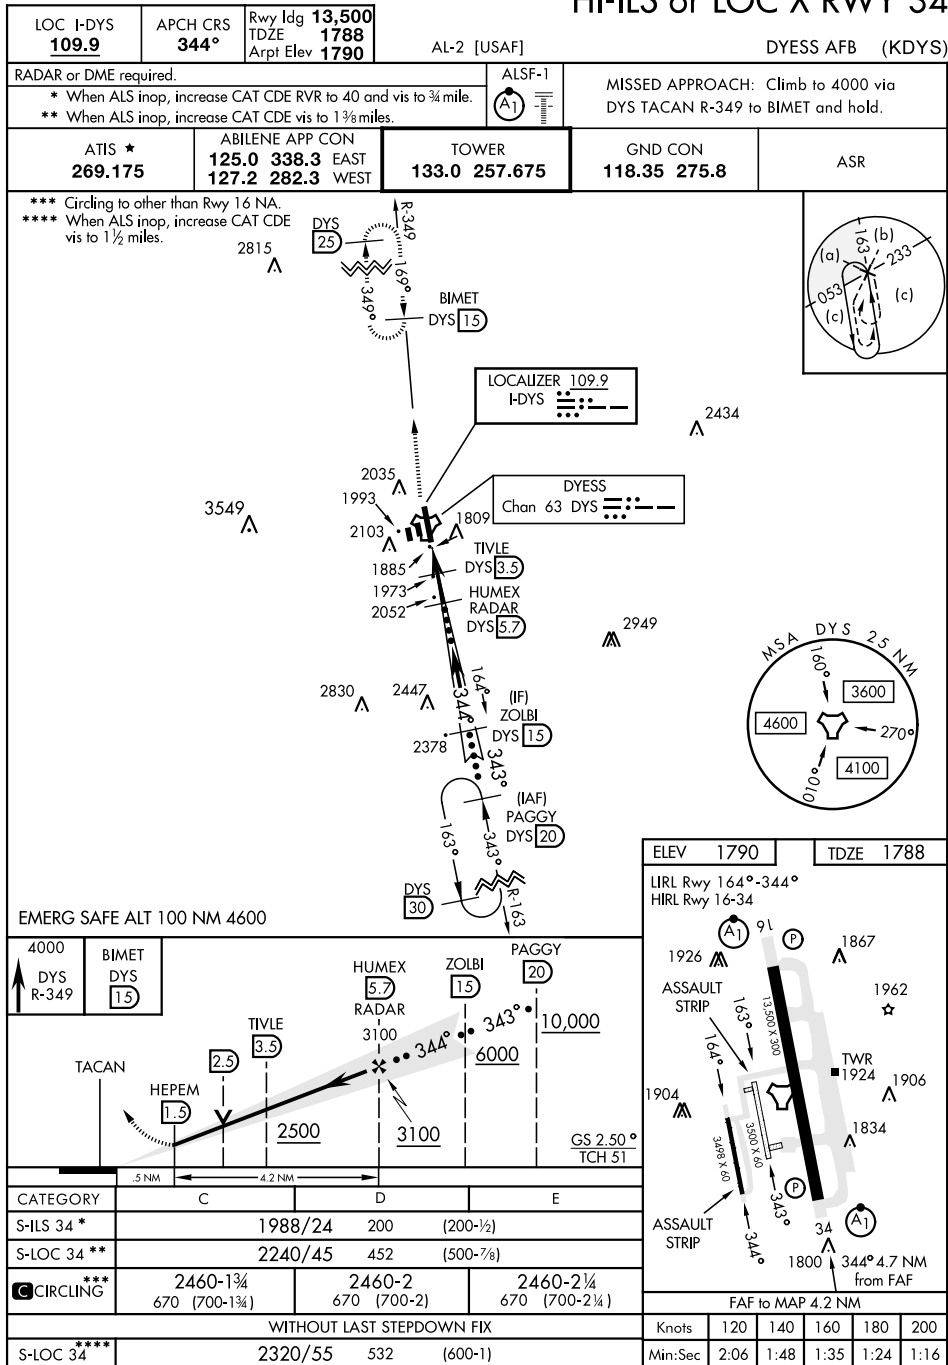 HI-ILS or LOC X RWY 34
LOC I-DYS
109.9
APCH CRS
344°
Rwy ldg 13,500
TDZE 1788
Arpt Elev 1790
AL-2 [USAF]
DYESS AFB (KDYS)
RADAR or DME required.
* When ALS inop, increase CAT CDE RVR to 40 and vis to ¾ mile.
** When ALS inop, increase CAT CDE vis to 1⅜ miles.
ALSF-1
A1
MISSED APPROACH: Climb to 4000 via
DYS TACAN R-349 to BIMET and hold.
ATIS ★
269.175
ABILENE APP CON
125.0 338.3 EAST
127.2 282.3 WEST
TOWER
133.0 257.675
GND CON
118.35 275.8
ASR
*** Circling to other than Rwy 16 NA.
**** When ALS inop, increase CAT CDE
vis to 1½ miles.
2815
DYS
25
R-349
349°
169°
BIMET
DYS 15
163
(a)
(b)
233
053
(c)
(c)
LOCALIZER 109.9
I-DYS
2434
2035
1993
3549
2103
1809
DYESS
Chan 63 DYS
1885
TIVLE
DYS 3.5
1973
2052
HUMEX
RADAR
DYS 5.7
2949
2830
2447
344°
164°
(IF)
ZOLBI
DYS 15
2378
343°
(IAF)
PAGGY
DYS 20
163°
343°
DYS
30
R-163
MSA DYS 25 NM
160°
3600
4600
270°
4100
010°
EMERG SAFE ALT 100 NM 4600
4000
DYS
R-349
BIMET
DYS
15
TACAN
HEPEM
1.5
2.5
TIVLE
3.5
HUMEX
5.7
RADAR
3100
ZOLBI
15
PAGGY
20
344°
343°
10,000
6000
2500
3100
GS 2.50°
TCH 51
.5 NM
4.2 NM
ELEV 1790
TDZE 1788
LIRL Rwy 164°-344°
HIRL Rwy 16-34
A1
16
P
1926
1867
ASSAULT
STRIP
1962
163°
13,500 X 300
164°
TWR
1924
1904
1906
3500 X 60
3498 X 60
1834
P
343°
ASSAULT
STRIP
344°
34
A1
1800
344° 4.7 NM
from FAF
CATEGORY C D E
S-ILS 34 * 1988/24 200 (200-½)
S-LOC 34 ** 2240/45 452 (500-⅞)
C CIRCLING *** 2460-1¾ 670 (700-1¾) 2460-2 670 (700-2) 2460-2¼ 670 (700-2¼)
WITHOUT LAST STEPDOWN FIX
S-LOC 34 **** 2320/55 532 (600-1)
FAF to MAP 4.2 NM
Knots 120 140 160 180 200
Min:Sec 2:06 1:48 1:35 1:24 1:16